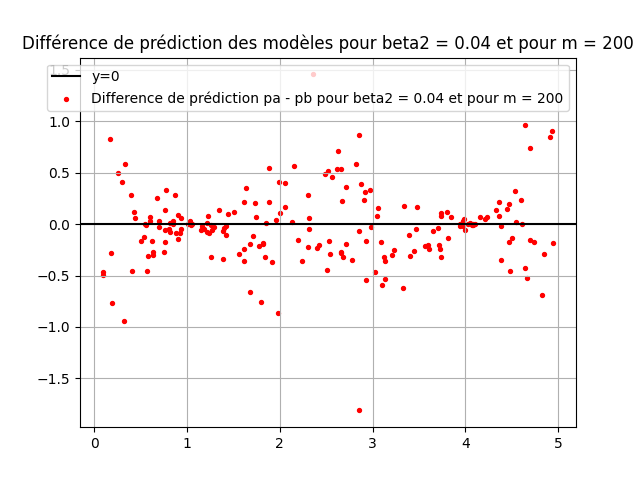 Différence de prédiction des modèles pour beta2 = 0.04 et pour m = 200
y=0
Difference de prédiction pa - pb pour beta2 = 0.04 et pour m = 200
1.5
1.0
0.5
0.0
−0.5
−1.0
−1.5
0 1 2 3 4 5